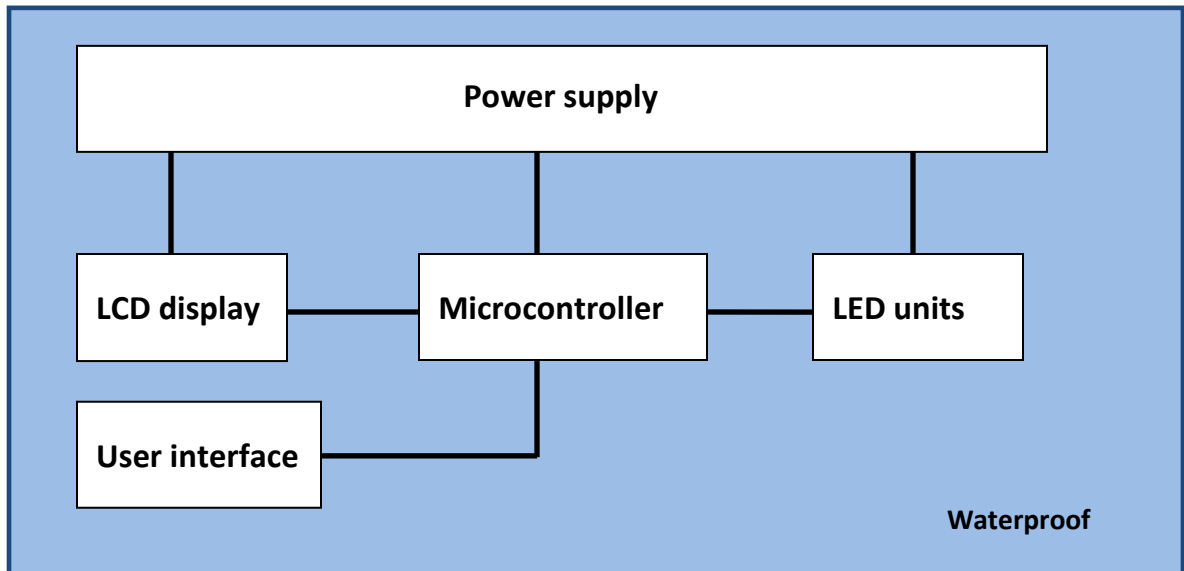 Power supply
LCD display
Microcontroller
LED units
User interface
Waterproof